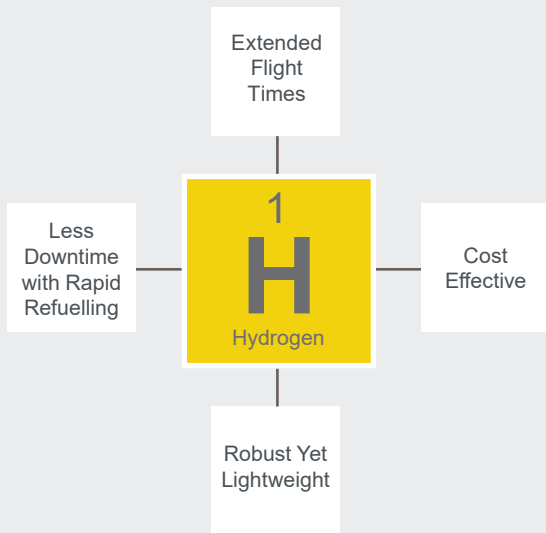 Extended
Flight
Times
Less
Downtime
with Rapid
Refuelling
1
H
Hydrogen
Cost
Effective
Robust Yet
Lightweight